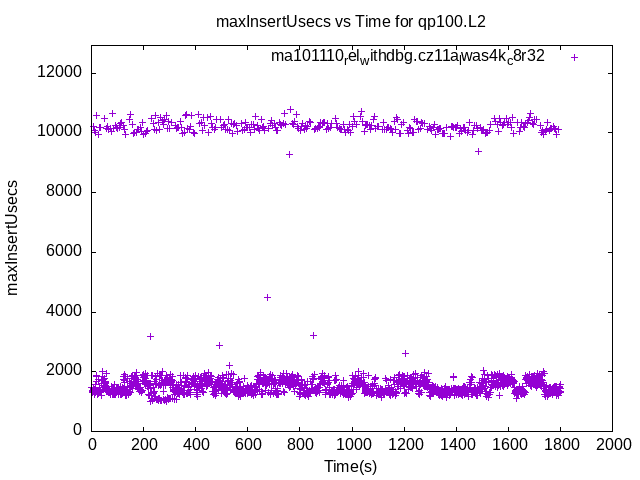 maxInsertUsecs vs Time for qp100.L2
ma101110relwithdbg.cz11alwas4kc8r32
12000
10000
8000
6000
4000
2000
0
maxInsertUsecs
0 200 400 600 800 1000 1200 1400 1600 1800 2000
Time(s)